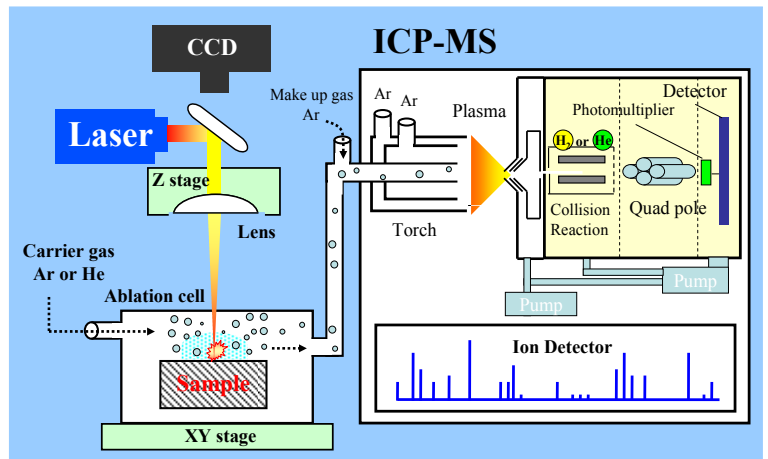 CCD
ICP-MS
Laser
Z stage
Lens
Make up gas
Ar
Carrier gas
Ar or He
Ablation cell
Sample
XY stage
Ar
Ar
Plasma
Torch
Detector
Photomultiplier
H2 or He
Collision
Reaction
Quad pole
Pump
Pump
Ion Detector